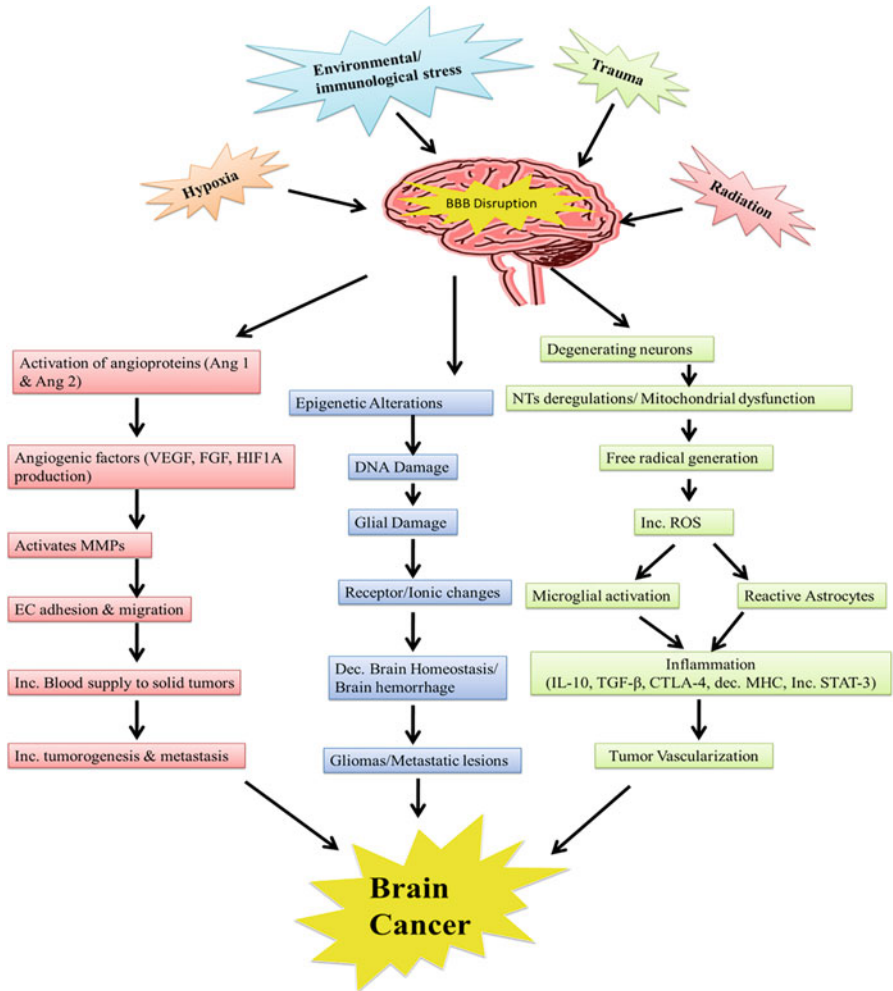 Environmental/
immunological stress
Trauma
Hypoxia
BBB Disruption
Radiation
Activation of angioproteins (Ang 1
& Ang 2)
Angiogenic factors (VEGF, FGF, HIF1A
production)
Activates MMPs
EC adhesion & migration
Inc. Blood supply to solid tumors
Inc. tumorogenesis & metastasis
Epigenetic Alterations
DNA Damage
Glial Damage
Receptor/Ionic changes
Dec. Brain Homeostasis/
Brain hemorrhage
Gliomas/Metastatic lesions
Degenerating neurons
NTs deregulations/ Mitochondrial dysfunction
Free radical generation
Inc. ROS
Microglial activation
Reactive Astrocytes
Inflammation
(IL-10, TGF-β, CTLA-4, dec. MHC, Inc. STAT-3)
Tumor Vascularization
Brain
Cancer